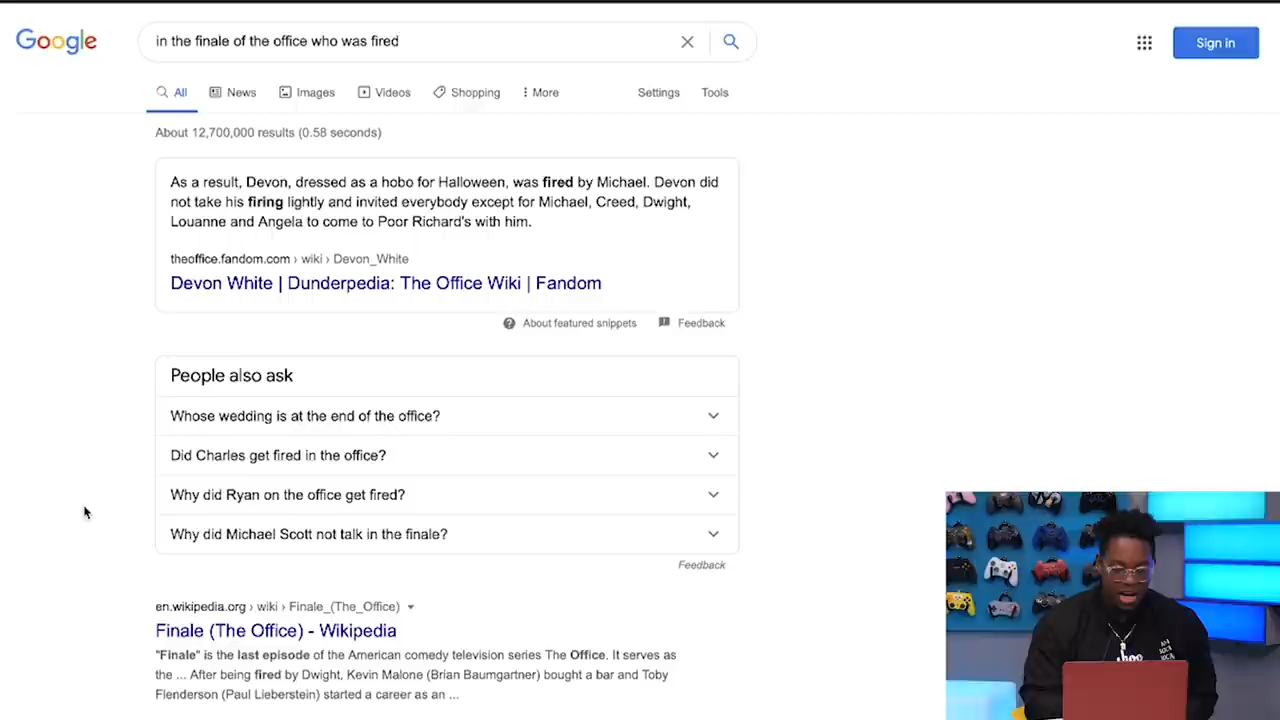 Google
in the finale of the office who was fired
Sign in
All
News
Images
Videos
Shopping
More
Settings
Tools
About 12,700,000 results (0.58 seconds)
As a result, Devon, dressed as a hobo for Halloween, was fired by Michael. Devon did
not take his firing lightly and invited everybody except for Michael, Creed, Dwight,
Louanne and Angela to come to Poor Richard's with him.
theoffice.fandom.com › wiki › Devon_White
Devon White | Dunderpedia: The Office Wiki | Fandom
About featured snippets
Feedback
People also ask
Whose wedding is at the end of the office?
Did Charles get fired in the office?
Why did Ryan on the office get fired?
Why did Michael Scott not talk in the finale?
Feedback
en.wikipedia.org › wiki › Finale_(The_Office)
Finale (The Office) - Wikipedia
"Finale" is the last episode of the American comedy television series The Office. It serves as
the ... After being fired by Dwight, Kevin Malone (Brian Baumgartner) bought a bar and Toby
Flenderson (Paul Lieberstein) started a career as an ...